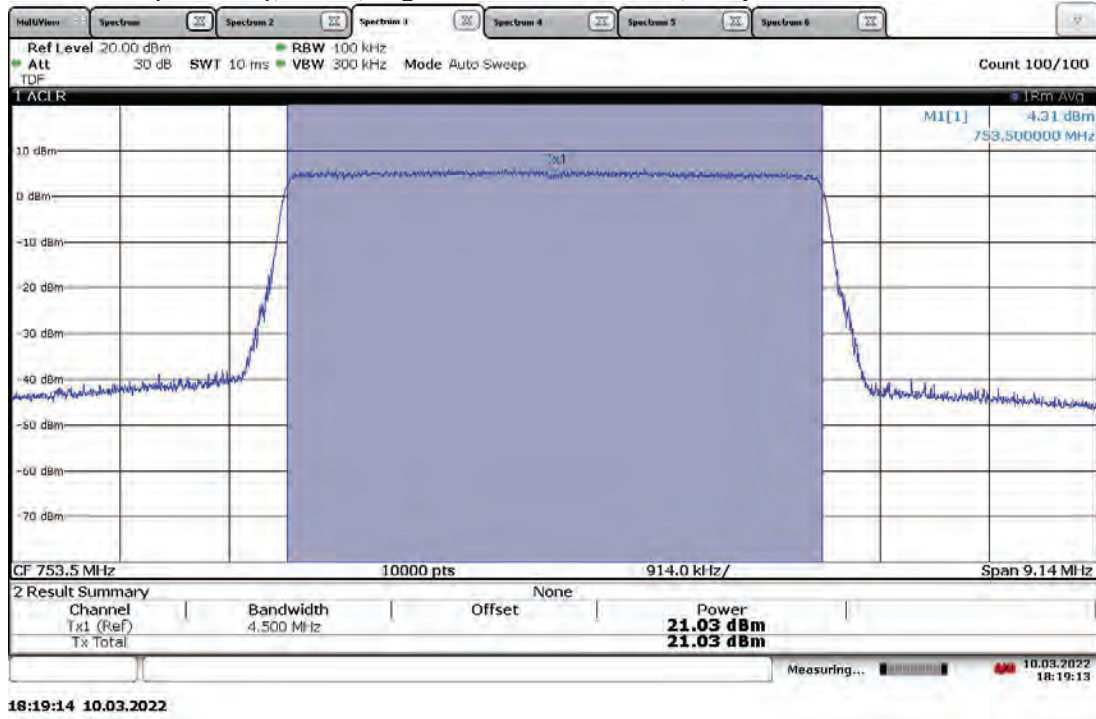 MultiView Spectrum Spectrum 2 Spectrum 3 Spectrum 4 Spectrum 5 Spectrum 6
Ref Level 20.00 dBm RBW 100 kHz
Att 30 dB SWT 10 ms VBW 300 kHz Mode Auto Sweep Count 100/100
TDF
1 ACLR 1Rm Avg
M1[1] 4.31 dBm
753.500000 MHz
10 dBm
Tx1
0 dBm
-10 dBm
-20 dBm
-30 dBm
-40 dBm
-50 dBm
-60 dBm
-70 dBm
CF 753.5 MHz 10000 pts 914.0 kHz/ Span 9.14 MHz
2 Result Summary None
Channel Bandwidth Offset Power
Tx1 (Ref) 4.500 MHz 21.03 dBm
Tx Total 21.03 dBm
Measuring... 10.03.2022
18:19:13
18:19:14 10.03.2022